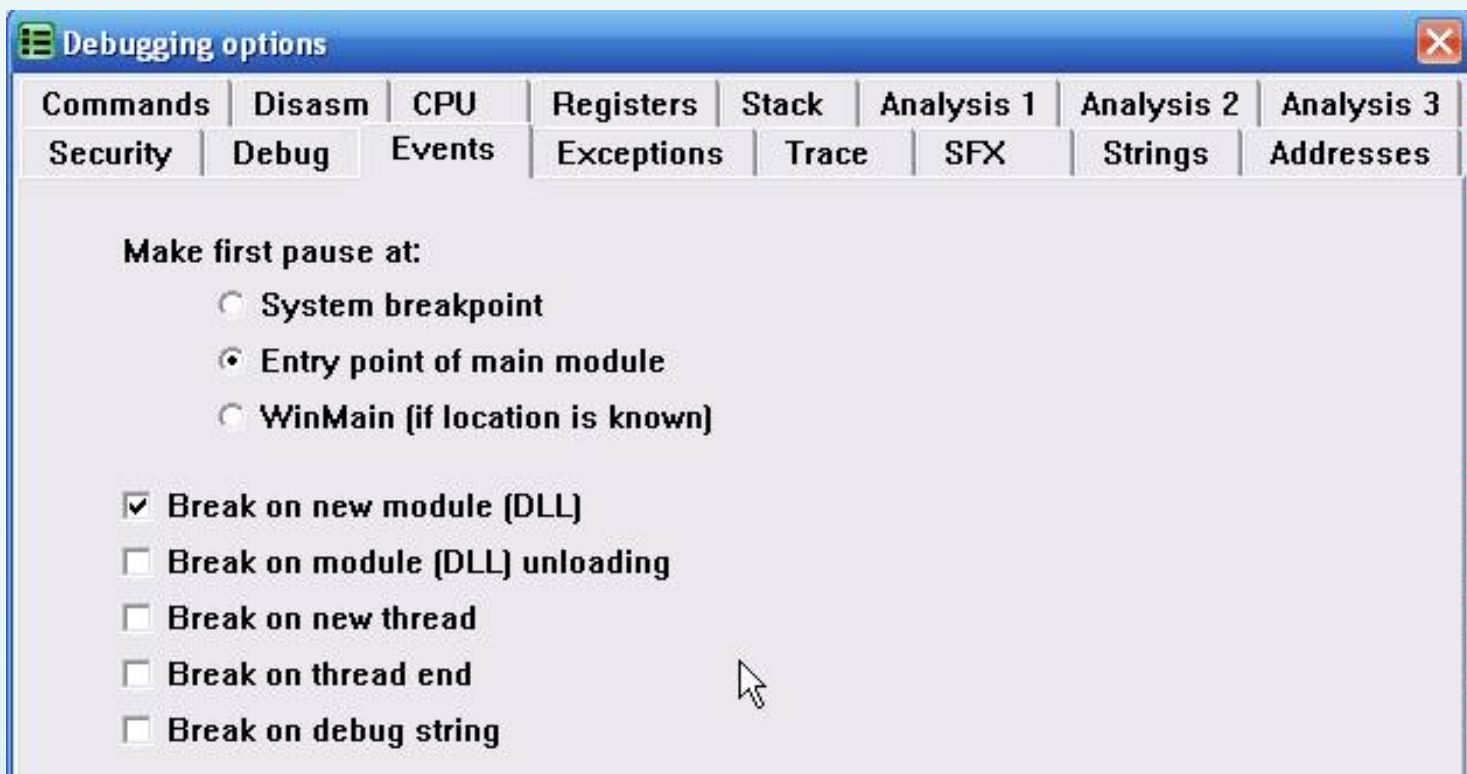 Debugging options
Commands Disasm CPU Registers Stack Analysis 1 Analysis 2 Analysis 3
Security Debug Events Exceptions Trace SFX Strings Addresses
Make first pause at:
System breakpoint
Entry point of main module
WinMain (if location is known)
Break on new module (DLL)
Break on module (DLL) unloading
Break on new thread
Break on thread end
Break on debug string